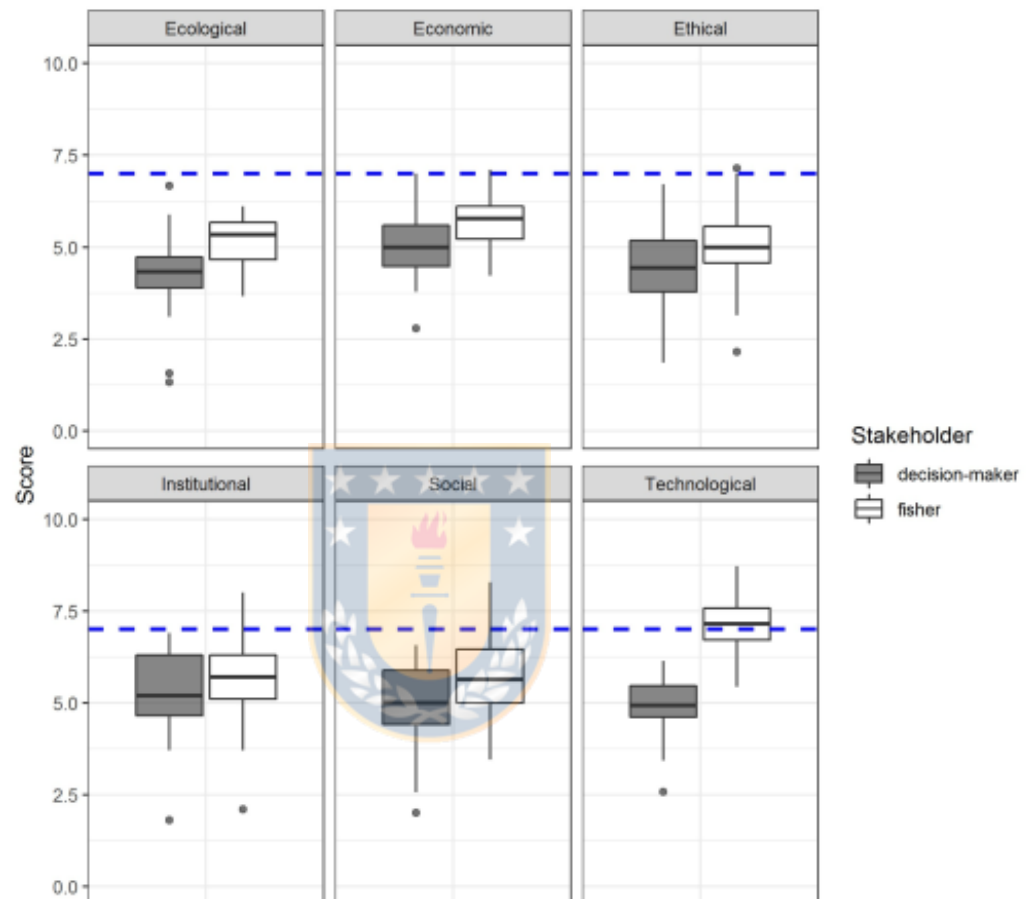 Ecological Economic Ethical
10.0
7.5
5.0
2.5
0.0
Score
Institutional Social Technological
10.0
7.5
5.0
2.5
0.0
Stakeholder
decision-maker
fisher